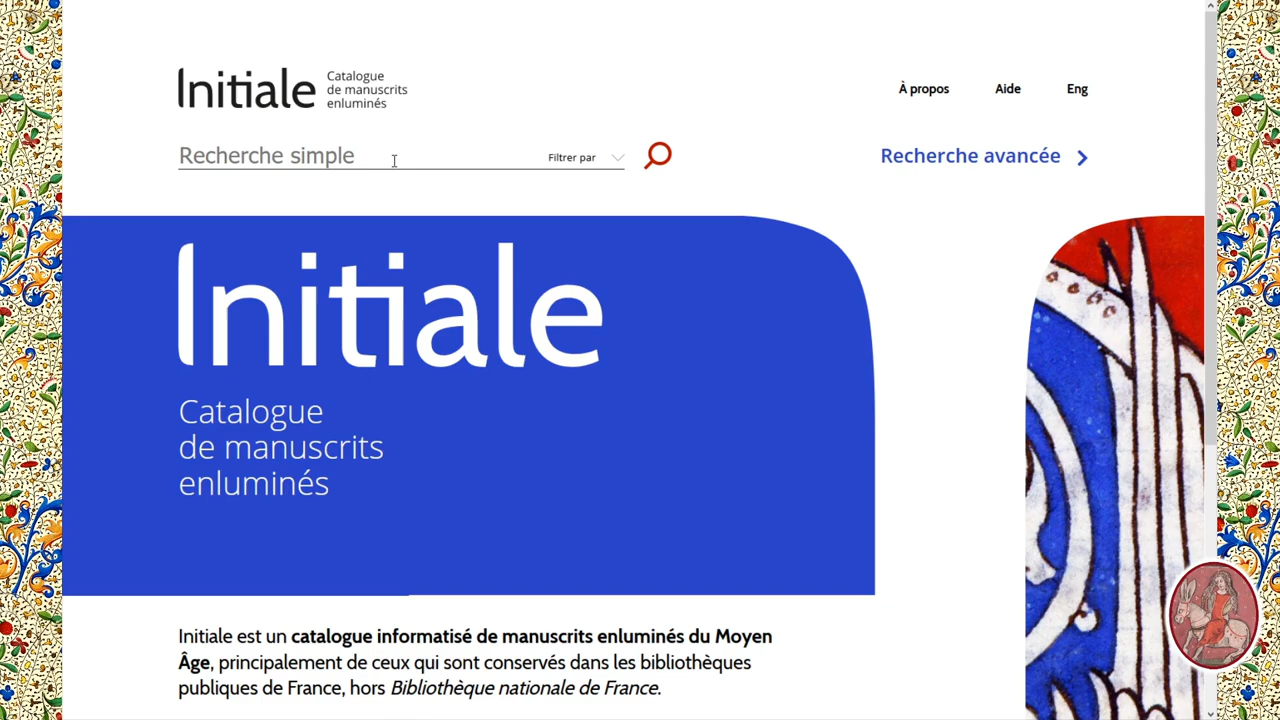 Initiale
Catalogue
de manuscrits
enluminés
À propos
Aide
Eng
Recherche simple
Filtrer par
Recherche avancée
Initiale
Catalogue
de manuscrits
enluminés
Initiale est un catalogue informatisé de manuscrits enluminés du Moyen
Âge, principalement de ceux qui sont conservés dans les bibliothèques
publiques de France, hors Bibliothèque nationale de France.